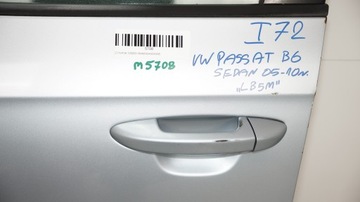 I72
M5708
VW PASSAT B6
SEDAN 05-10r.
"LB5M"